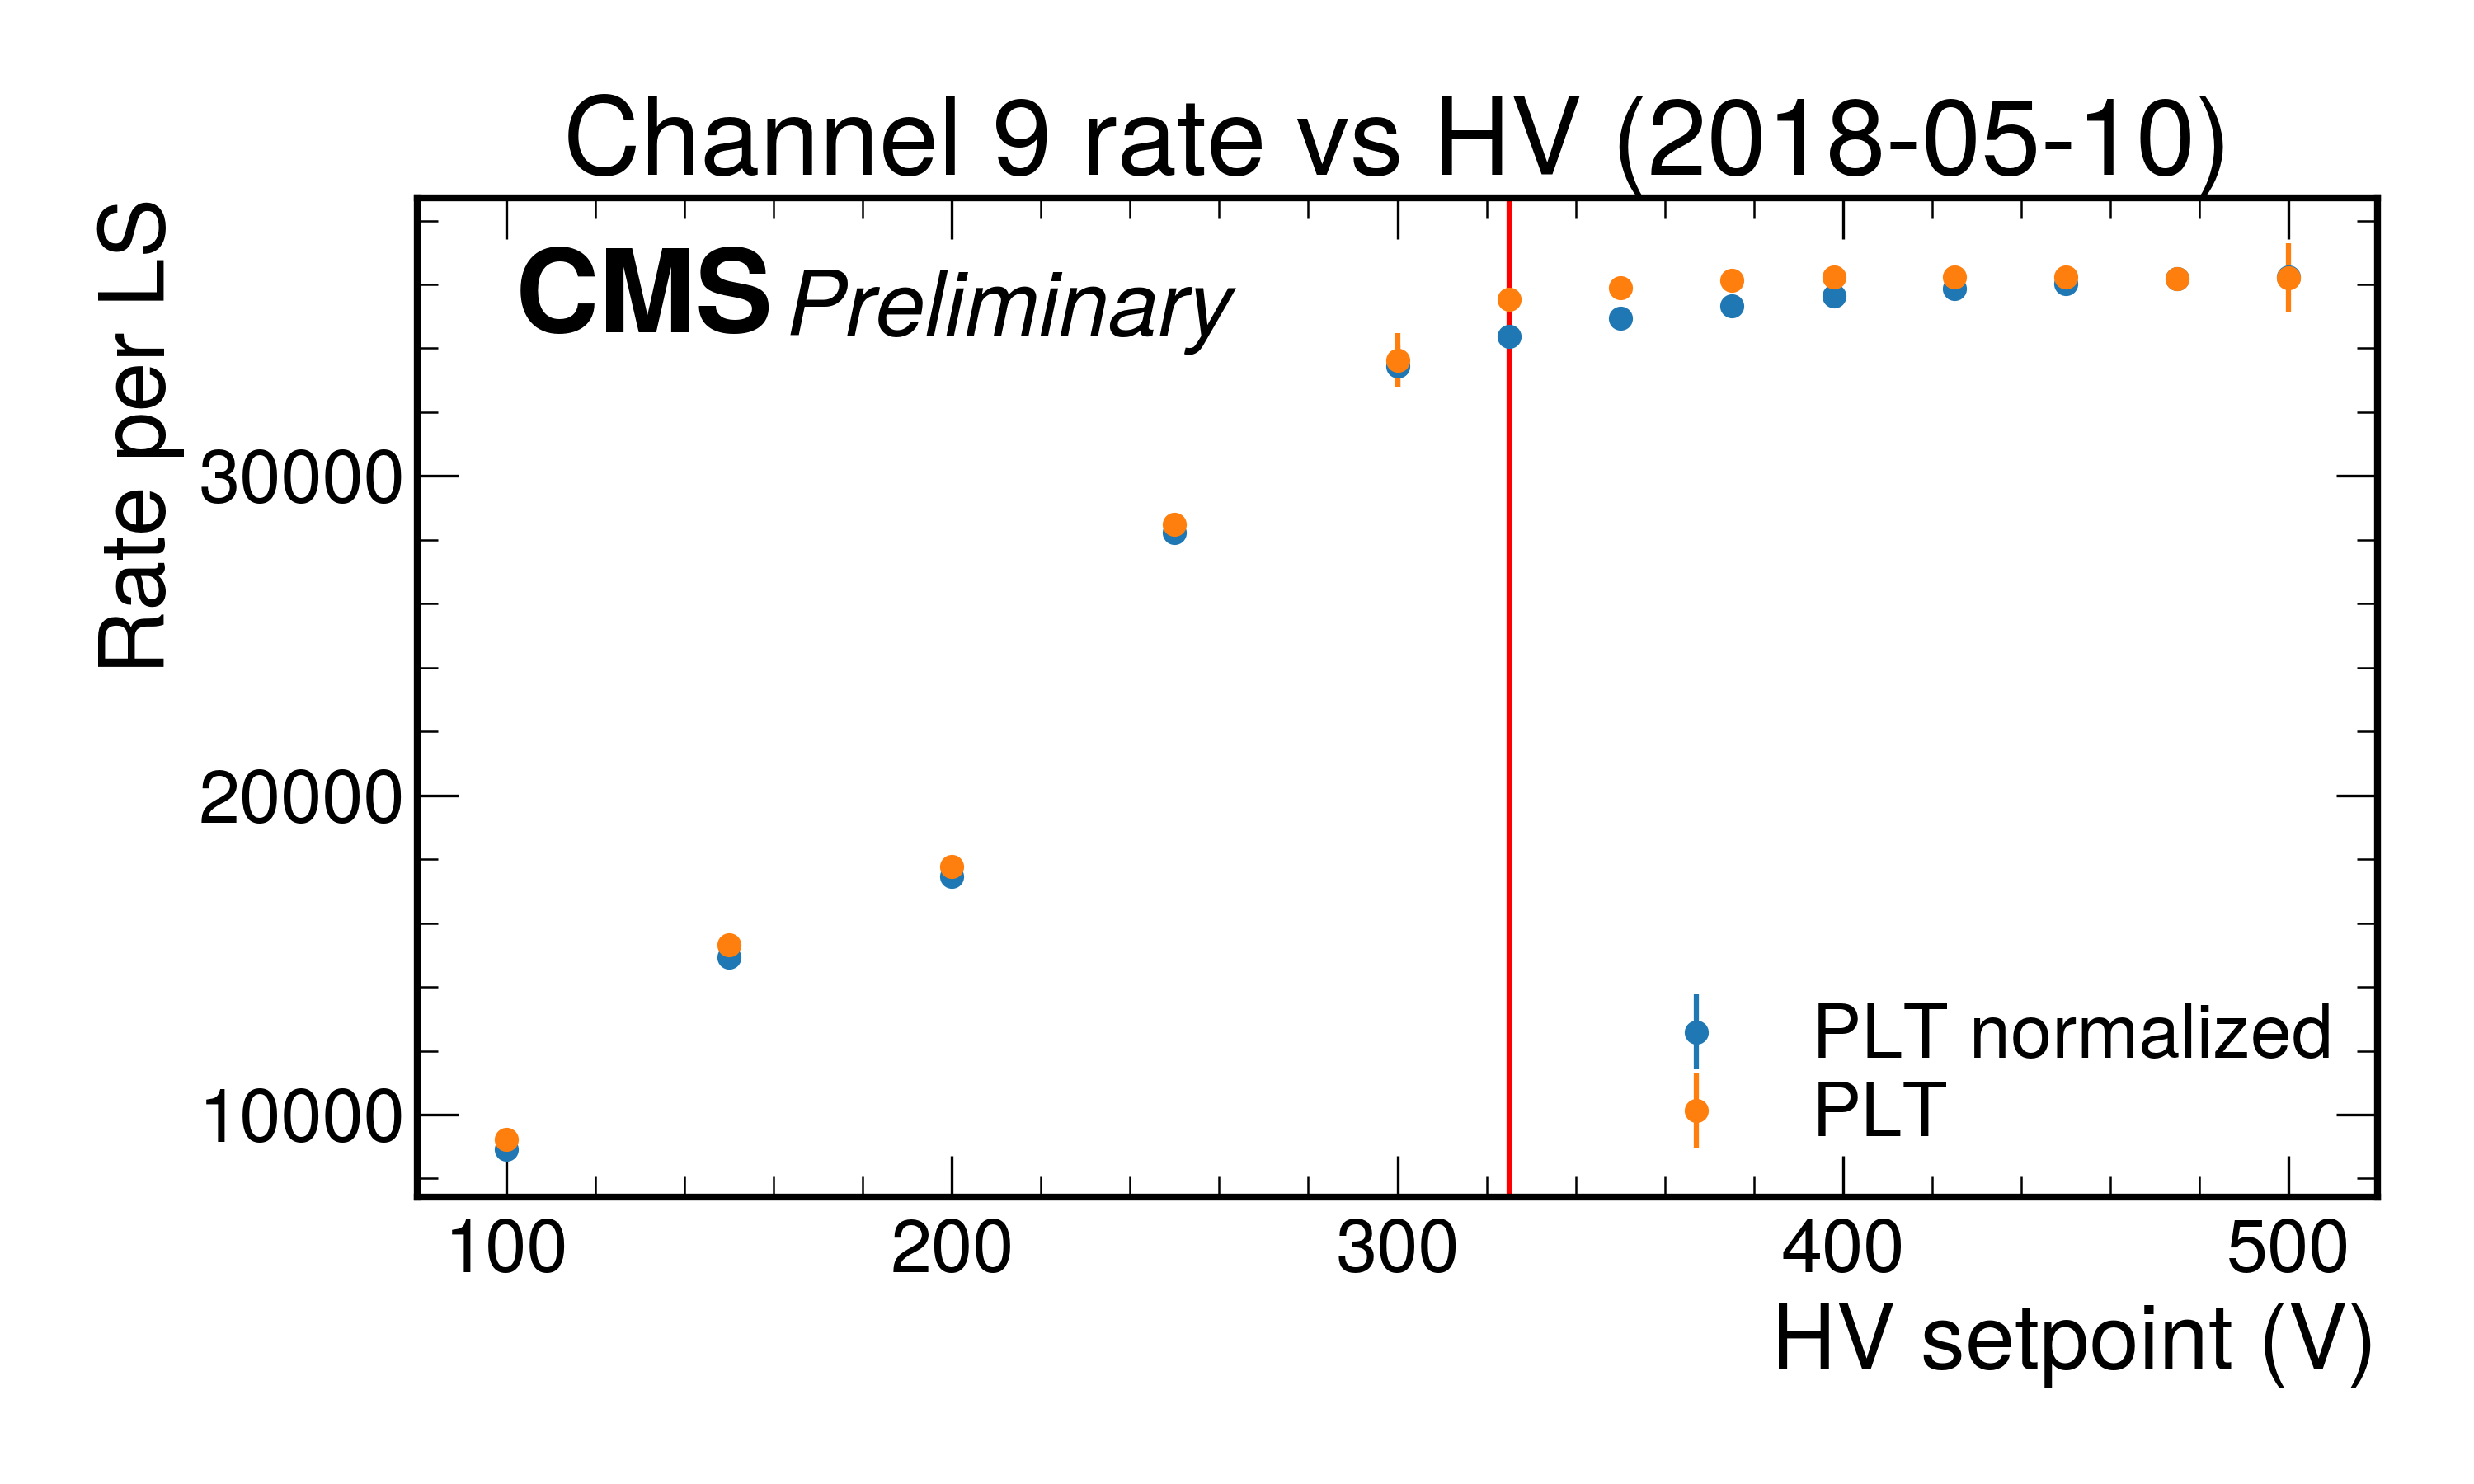 Channel 9 rate vs HV (2018-05-10)
CMS Preliminary
Rate per LS
30000
20000
10000
PLT normalized
PLT
100 200 300 400 500
HV setpoint (V)